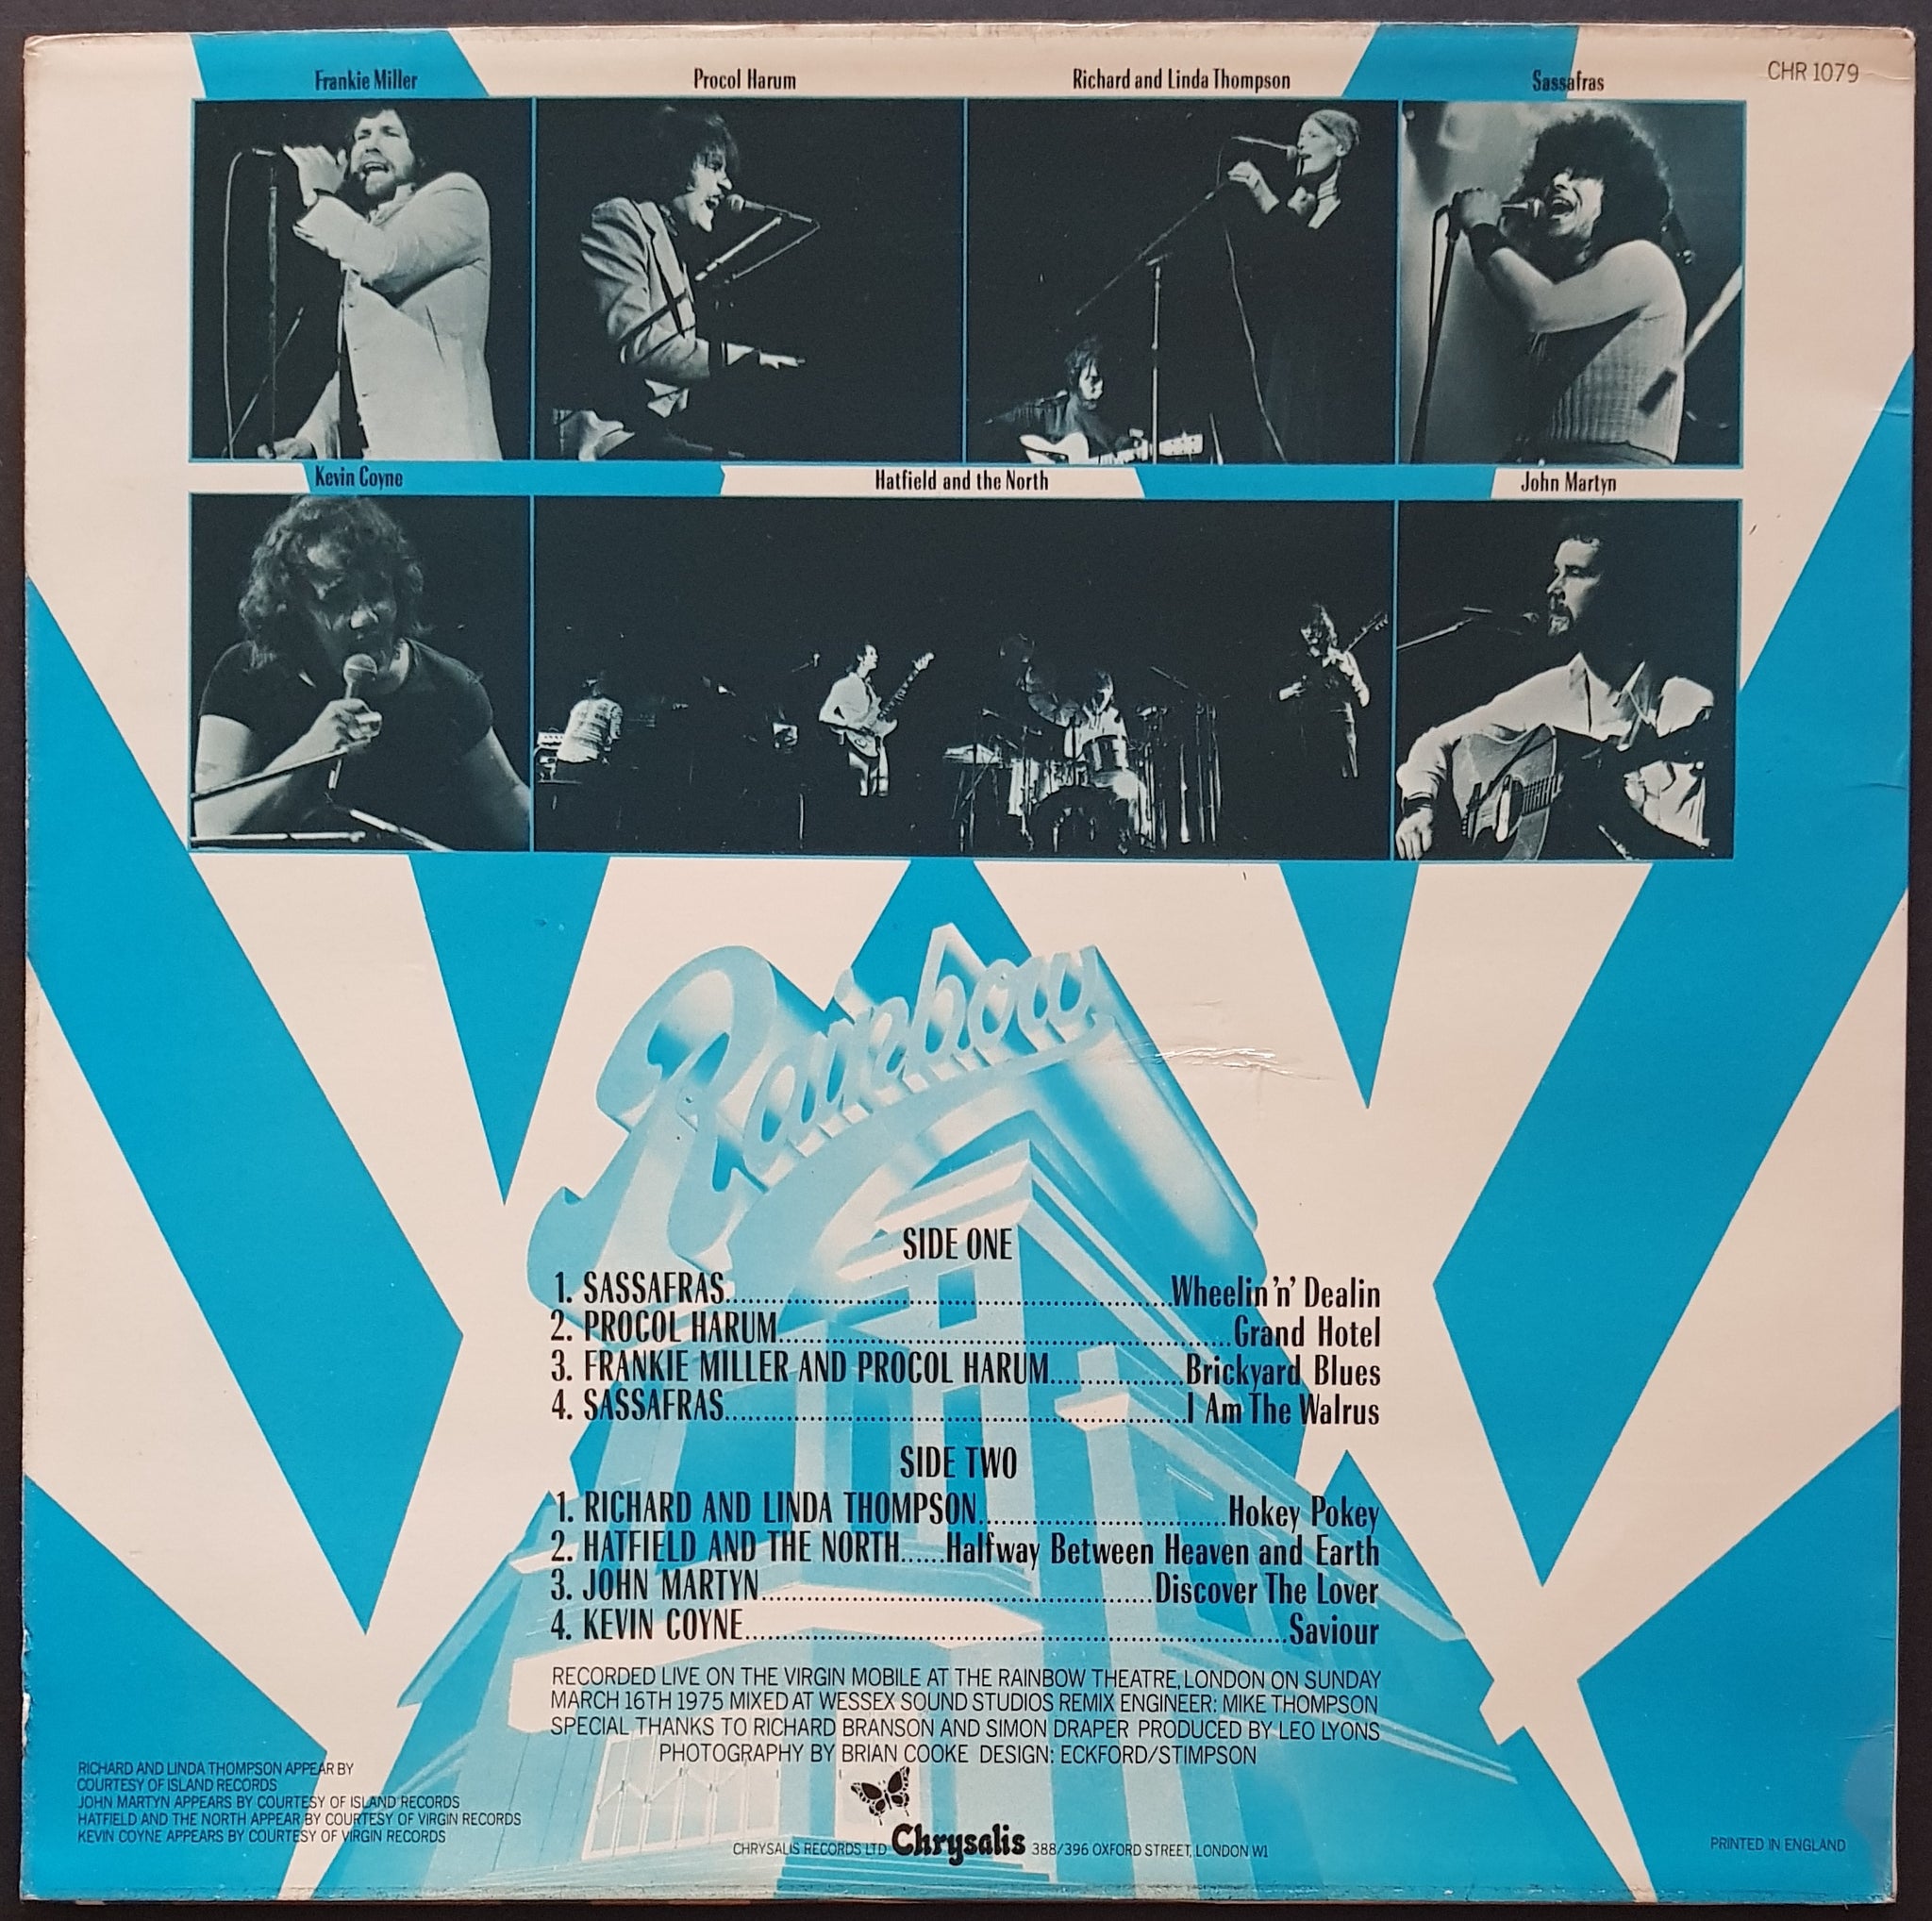 CHR 1079
Frankie Miller
Procol Harum
Richard and Linda Thompson
Sassafras
Kevin Coyne
Hatfield and the North
John Martyn
Rainbow
SIDE ONE
1. SASSAFRAS..........Wheelin 'n' Dealin
2. PROCOL HARUM..........Grand Hotel
3. FRANKIE MILLER AND PROCOL HARUM..........Brickyard Blues
4. SASSAFRAS..........I Am The Walrus
SIDE TWO
1. RICHARD AND LINDA THOMPSON..........Hokey Pokey
2. HATFIELD AND THE NORTH......Halfway Between Heaven and Earth
3. JOHN MARTYN..........Discover The Lover
4. KEVIN COYNE..........Saviour
RECORDED LIVE ON THE VIRGIN MOBILE AT THE RAINBOW THEATRE, LONDON ON SUNDAY
MARCH 16TH 1975 MIXED AT WESSEX SOUND STUDIOS REMIX ENGINEER: MIKE THOMPSON
SPECIAL THANKS TO RICHARD BRANSON AND SIMON DRAPER PRODUCED BY LEO LYONS
PHOTOGRAPHY BY BRIAN COOKE DESIGN: ECKFORD/STIMPSON
RICHARD AND LINDA THOMPSON APPEAR BY
COURTESY OF ISLAND RECORDS
JOHN MARTYN APPEARS BY COURTESY OF ISLAND RECORDS
HATFIELD AND THE NORTH APPEAR BY COURTESY OF VIRGIN RECORDS
KEVIN COYNE APPEARS BY COURTESY OF VIRGIN RECORDS
CHRYSALIS RECORDS LTD Chrysalis 388/396 OXFORD STREET, LONDON W1
PRINTED IN ENGLAND